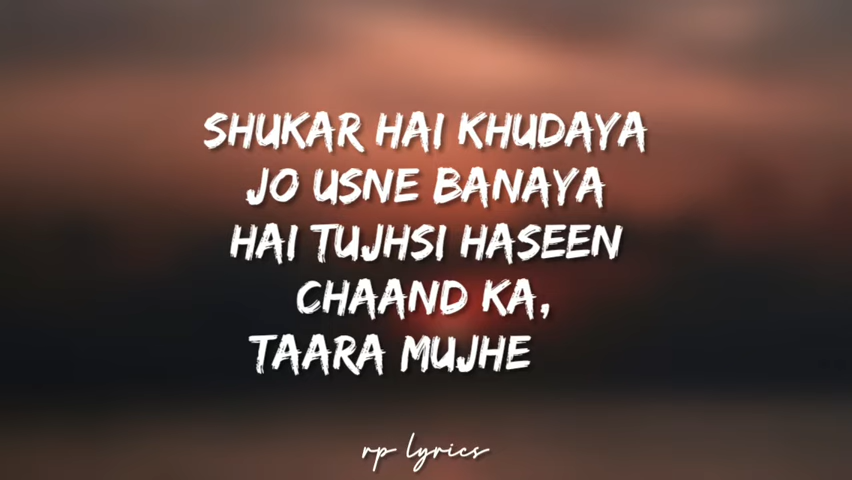 SHUKAR HAI KHUDAYA
JO USNE BANAYA
HAI TUJHSI HASEEN
CHAAND KA,
TAARA MUJHE
rp lyrics